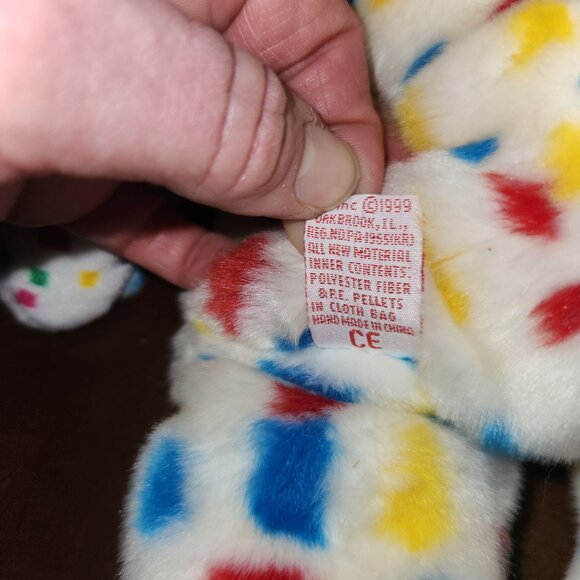 Inc ©1999
OAKBROOK, IL.,
REG. NO. PA-1965(KR)
ALL NEW MATERIAL
INNER CONTENTS:
POLYESTER FIBER
& P.E. PELLETS
IN CLOTH BAG
HAND MADE IN CHINA
CE